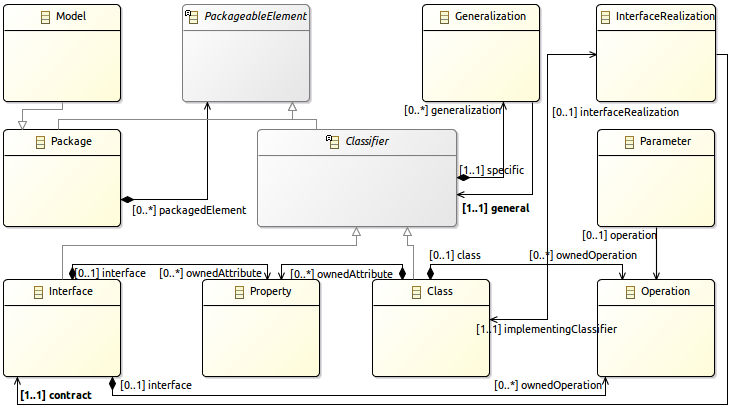 Model
PackageableElement
Generalization
InterfaceRealization
[0..*] generalization
[0..1] interfaceRealization
Package
Classifier
Parameter
[1..1] specific
[0..*] packagedElement
[1..1] general
[0..1] operation
[0..1] class
[0..*] ownedOperation
[0..1] interface
[0..*] ownedAttribute
[0..*] ownedAttribute
Interface
Property
Class
Operation
[1..1] implementingClassifier
[0..1] interface
[0..*] ownedOperation
[1..1] contract